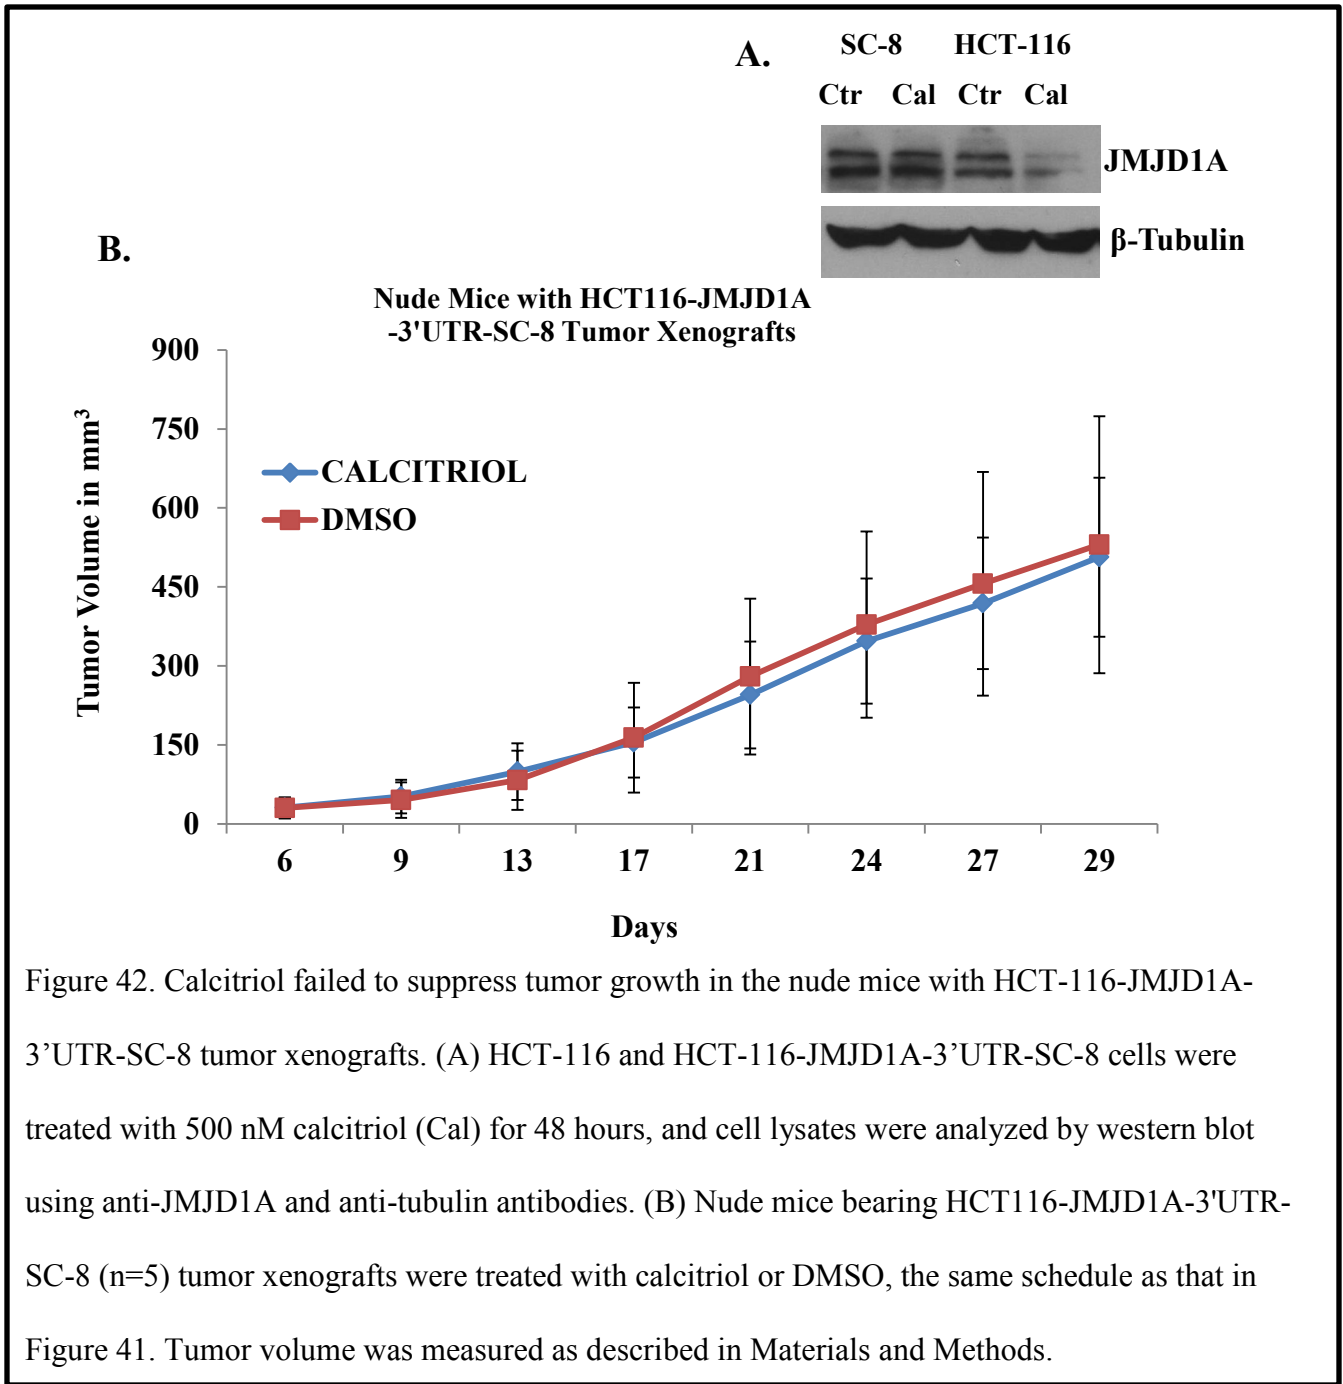 A.
SC-8 HCT-116
Ctr Cal Ctr Cal
JMJD1A
β-Tubulin
B.
Nude Mice with HCT116-JMJD1A
-3'UTR-SC-8 Tumor Xenografts
Tumor Volume in mm³
900
750
600
450
300
150
0
CALCITRIOL
DMSO
6 9 13 17 21 24 27 29
Days
Figure 42. Calcitriol failed to suppress tumor growth in the nude mice with HCT-116-JMJD1A-
3’UTR-SC-8 tumor xenografts. (A) HCT-116 and HCT-116-JMJD1A-3’UTR-SC-8 cells were
treated with 500 nM calcitriol (Cal) for 48 hours, and cell lysates were analyzed by western blot
using anti-JMJD1A and anti-tubulin antibodies. (B) Nude mice bearing HCT116-JMJD1A-3'UTR-
SC-8 (n=5) tumor xenografts were treated with calcitriol or DMSO, the same schedule as that in
Figure 41. Tumor volume was measured as described in Materials and Methods.